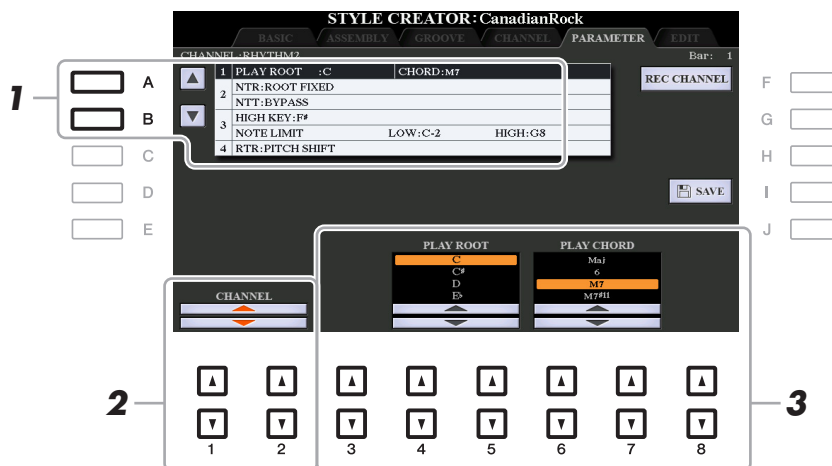 STYLE CREATOR: CanadianRock
BASIC ASSEMBLY GROOVE CHANNEL PARAMETER EDIT
CHANNEL :RHYTHM2 Bar: 1
1 PLAY ROOT :C CHORD:M7
2 NTR:ROOT FIXED
NTT:BYPASS
3 HIGH KEY:F♯
NOTE LIMIT LOW:C-2 HIGH:G8
4 RTR:PITCH SHIFT
REC CHANNEL
SAVE
1
A
B
C
D
E
F
G
H
I
J
PLAY ROOT
C
C♯
D
E♭
PLAY CHORD
Maj
6
M7
M7♯11
CHANNEL
2
3
1 2 3 4 5 6 7 8